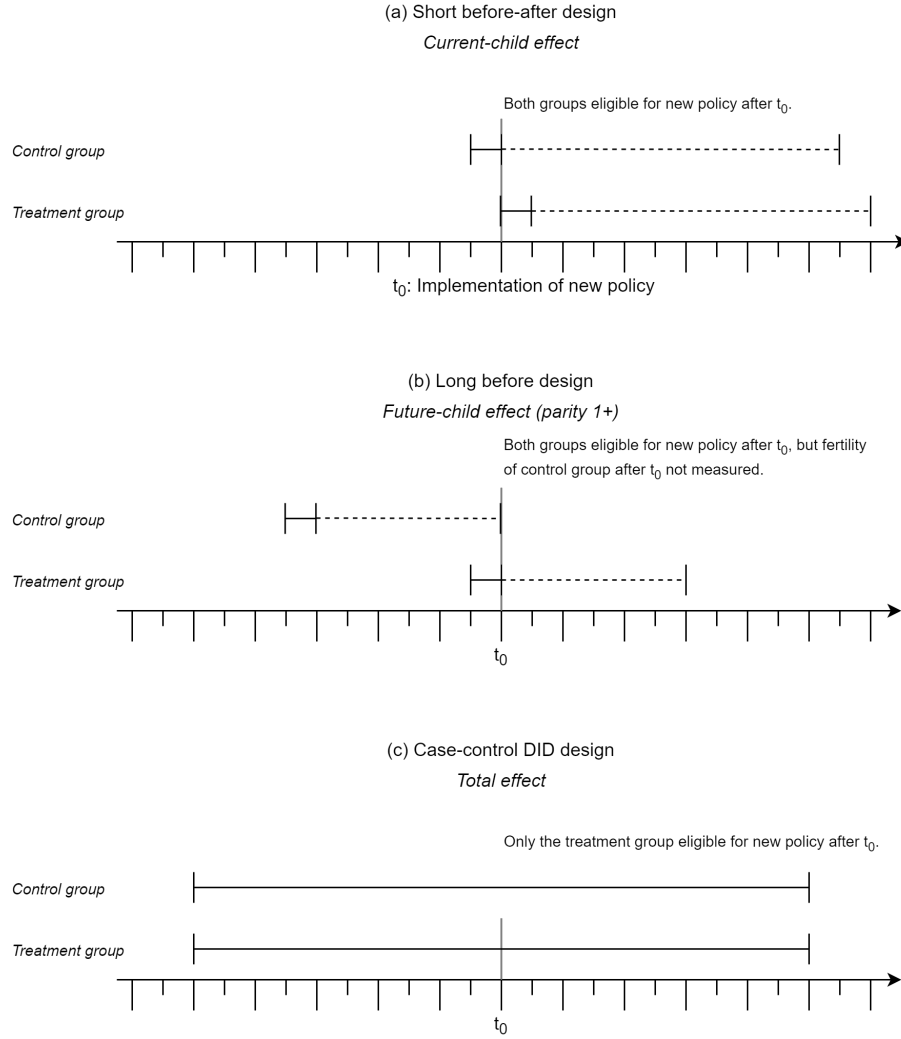 (a) Short before-after design
Current-child effect
Both groups eligible for new policy after t0.
Control group
Treatment group
t0: Implementation of new policy
(b) Long before design
Future-child effect (parity 1+)
Both groups eligible for new policy after t0, but fertility
of control group after t0 not measured.
Control group
Treatment group
t0
(c) Case-control DID design
Total effect
Only the treatment group eligible for new policy after t0.
Control group
Treatment group
t0